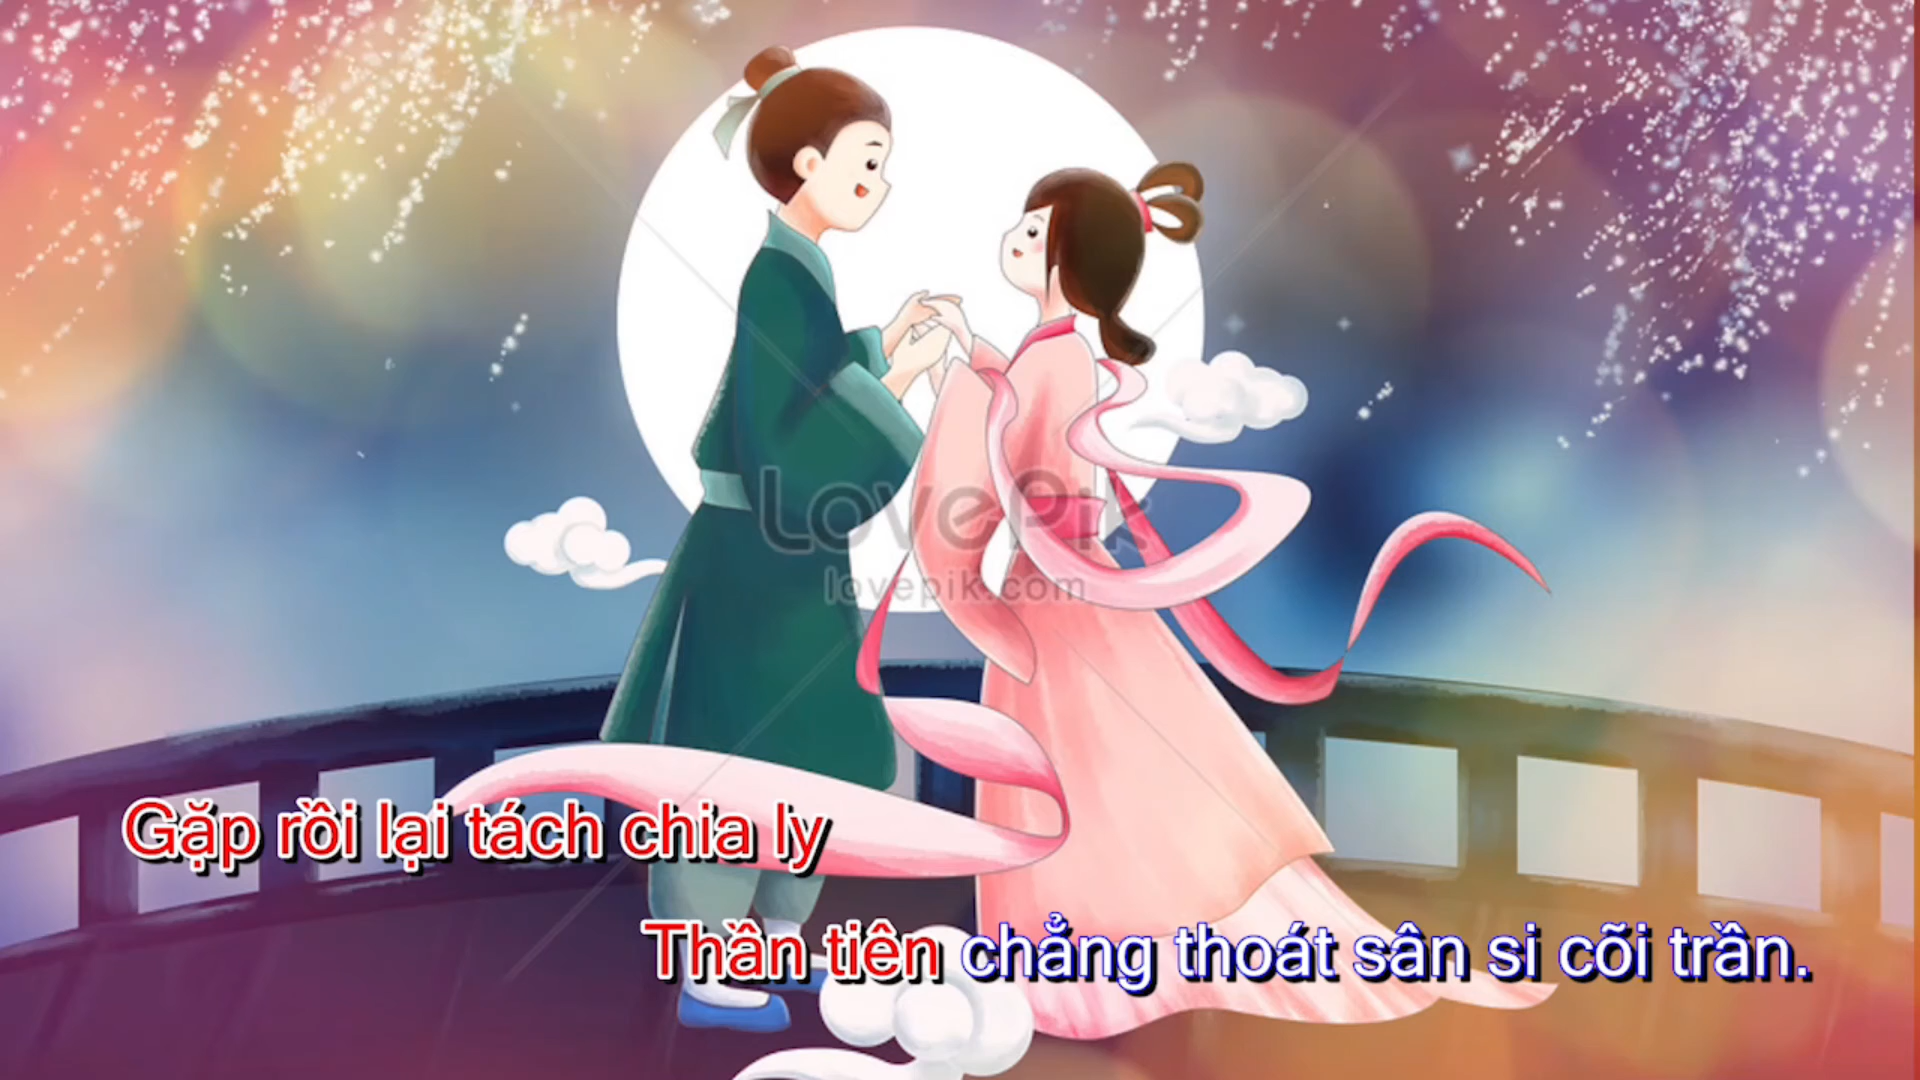 LovePik
lovepik.com
Gặp rồi lại tách chia ly
Thần tiên chẳng thoát sân si cõi trần.